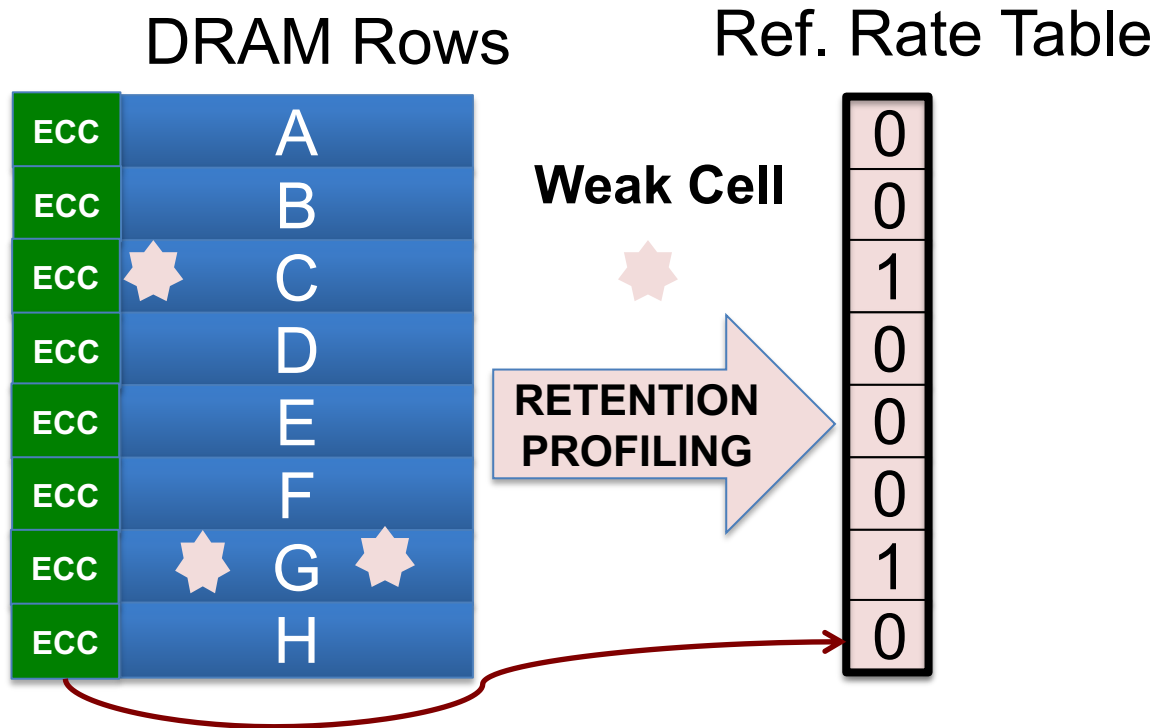 DRAM Rows
Ref. Rate Table
ECC A 0
ECC B 0
ECC C 1
ECC D 0
ECC E 0
ECC F 0
ECC G 1
ECC H 0
Weak Cell
RETENTION
PROFILING